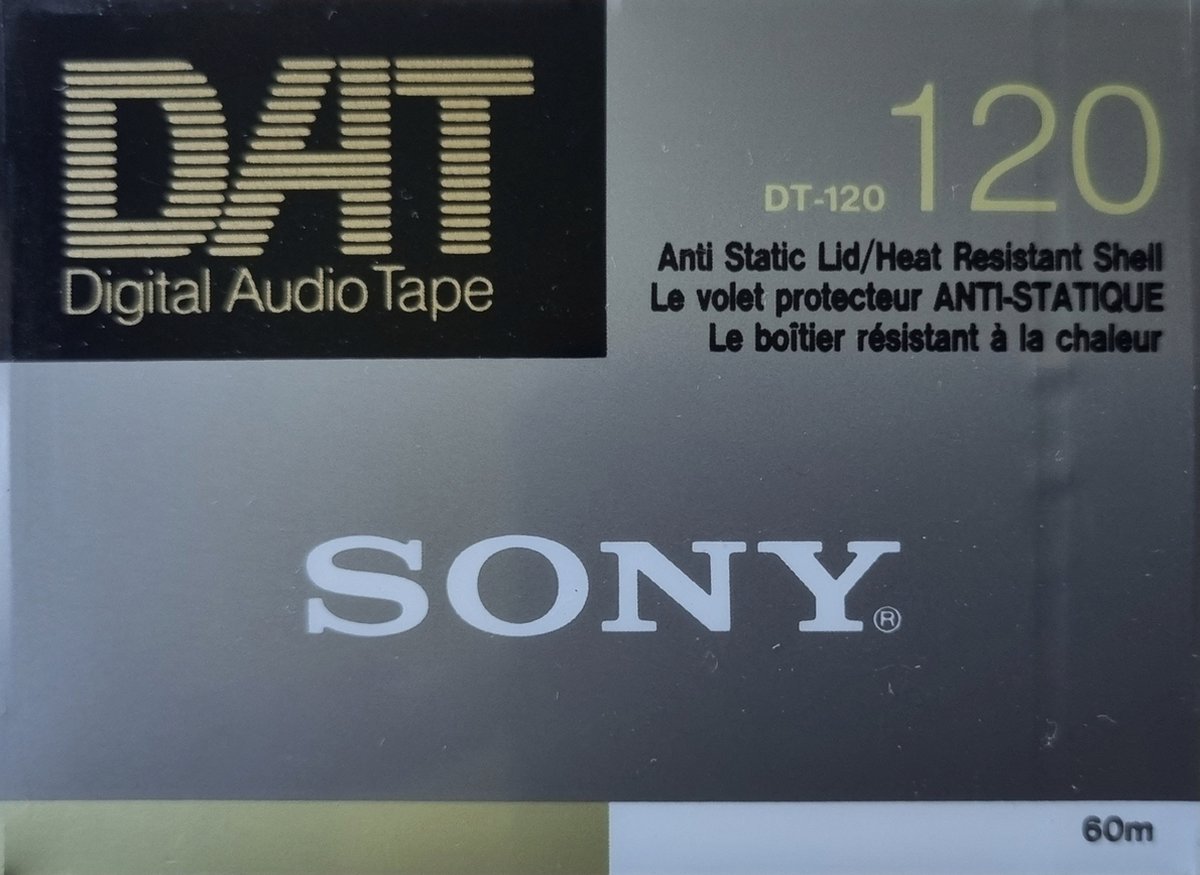 DAT
Digital Audio Tape
DT-120 120
Anti Static Lid/Heat Resistant Shell
Le volet protecteur ANTI-STATIQUE
Le boîtier résistant à la chaleur
SONY®
60m